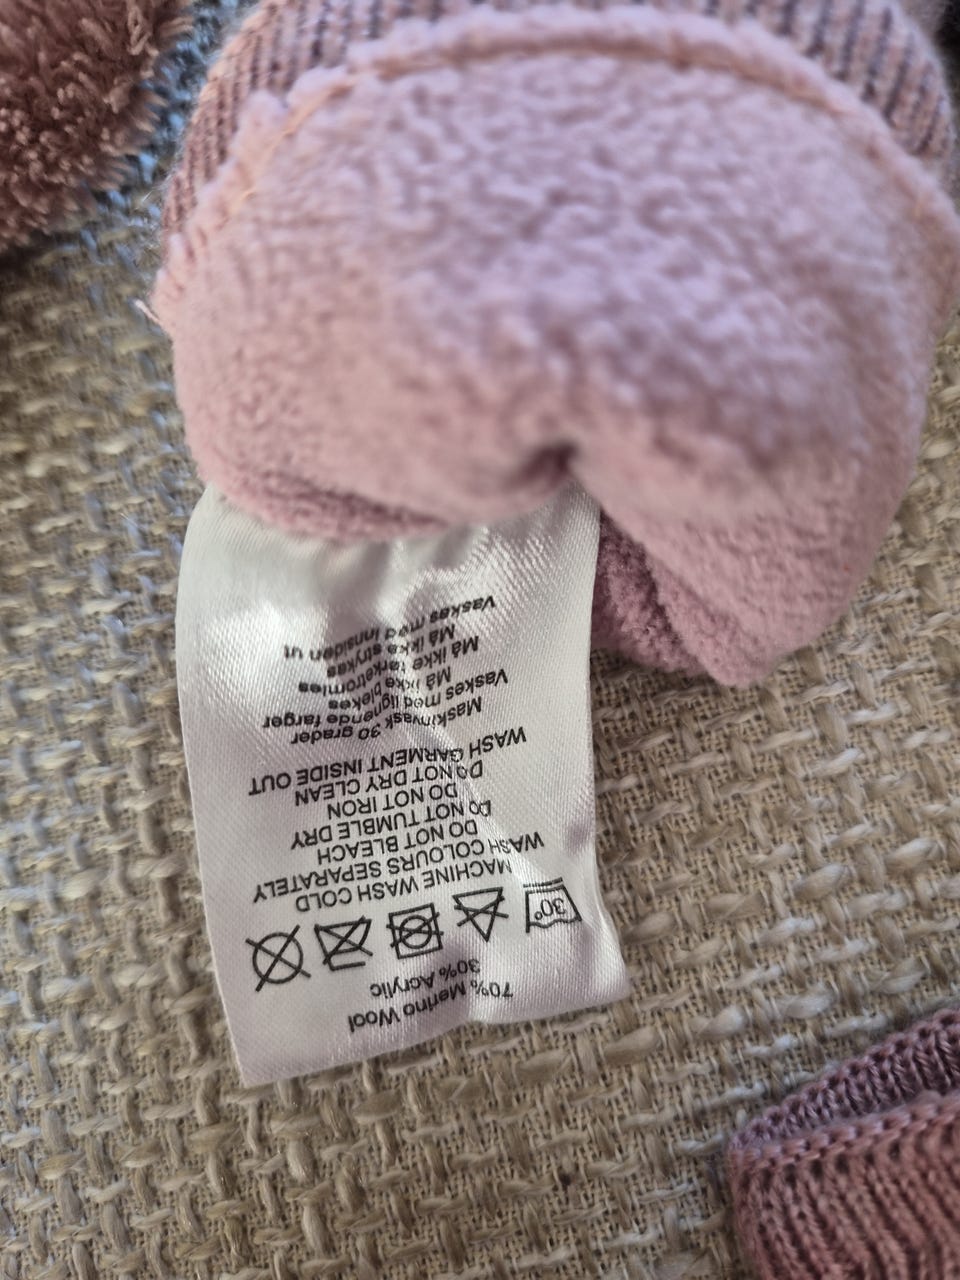 70% Merino Wool
30% Acrylic
30°
MACHINE WASH COLD
WASH COLOURS SEPARATELY
DO NOT BLEACH
DO NOT TUMBLE DRY
DO NOT IRON
DO NOT DRY CLEAN
WASH GARMENT INSIDE OUT
Maskinvask 30 grader
Vaskes med lignende farger
Må ikke blekes
Må ikke tørketromles
Må ikke strykes
Vaskes med innsiden ut